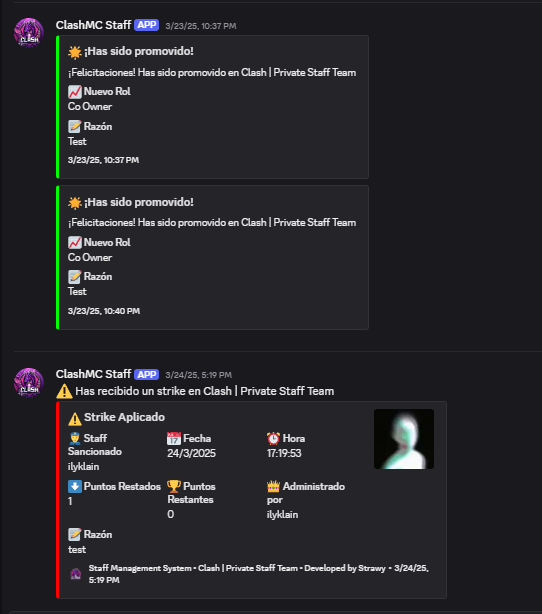 ClashMC Staff APP 3/23/25, 10:37 PM
¡Has sido promovido!
¡Felicitaciones! Has sido promovido en Clash | Private Staff Team
Nuevo Rol
Co Owner
Razón
Test
3/23/25, 10:37 PM
¡Has sido promovido!
¡Felicitaciones! Has sido promovido en Clash | Private Staff Team
Nuevo Rol
Co Owner
Razón
Test
3/23/25, 10:40 PM
CLASH
ClashMC Staff APP 3/24/25, 5:19 PM
Has recibido un strike en Clash | Private Staff Team
Strike Aplicado
Staff Sancionado
ilyklain
Fecha
24/3/2025
Hora
17:19:53
Puntos Restados
1
Puntos Restantes
0
Administrado por
ilyklain
Razón
test
Staff Management System • Clash | Private Staff Team • Developed by Strawy • 3/24/25,
5:19 PM